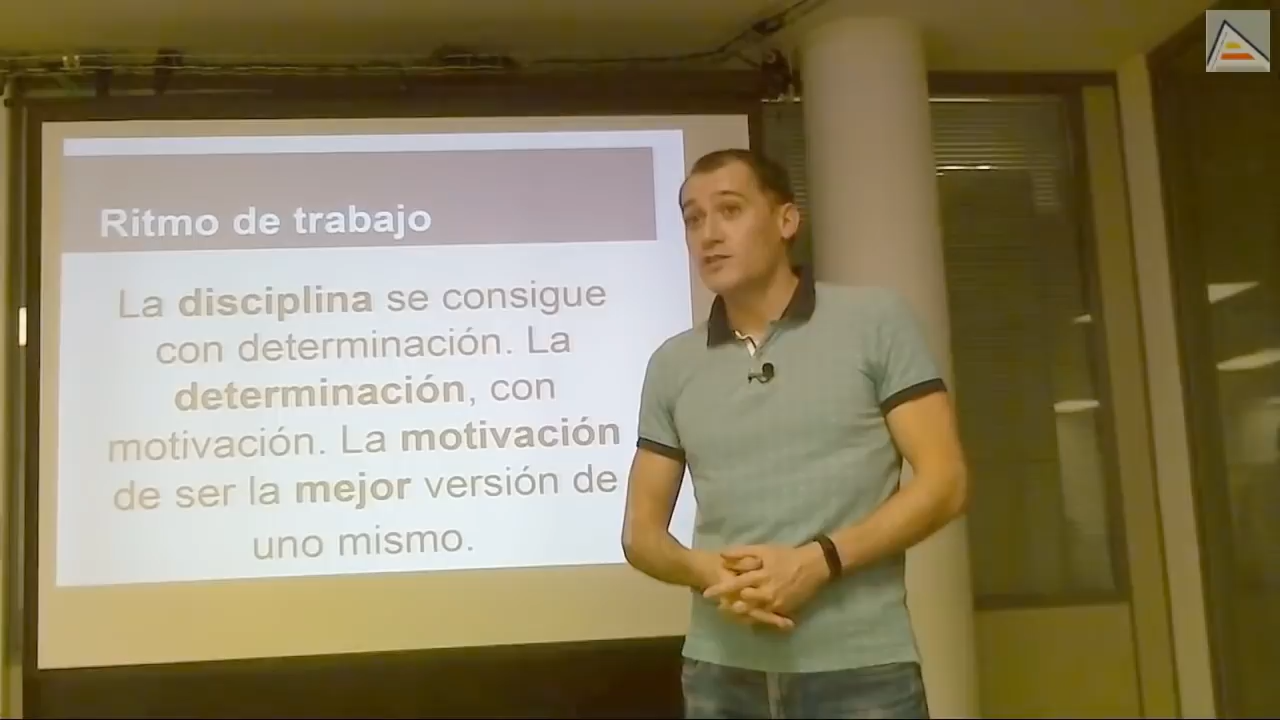 Ritmo de trabajo
La disciplina se consigue
con determinación. La
determinación, con
motivación. La motivación
de ser la mejor versión de
uno mismo.